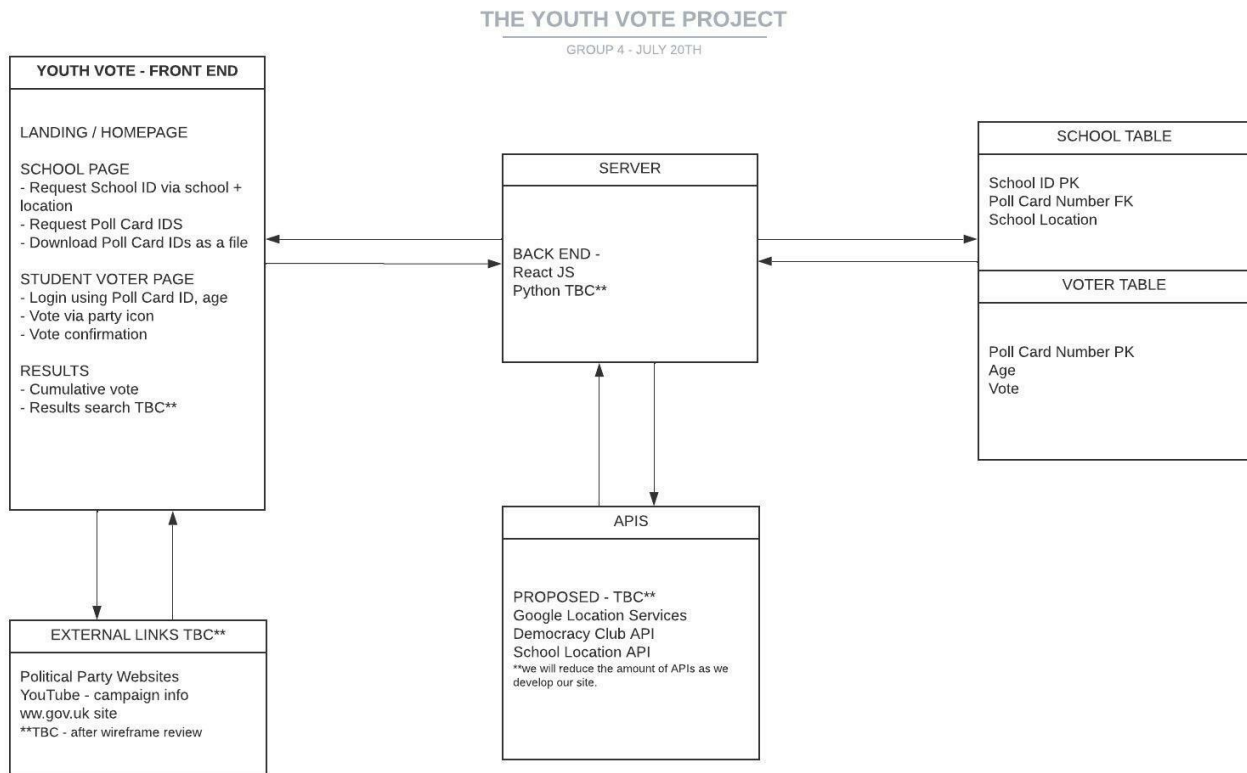 THE YOUTH VOTE PROJECT
GROUP 4 - JULY 20TH
YOUTH VOTE - FRONT END
LANDING / HOMEPAGE
SCHOOL PAGE
- Request School ID via school +
location
- Request Poll Card IDS
- Download Poll Card IDs as a file
STUDENT VOTER PAGE
- Login using Poll Card ID, age
- Vote via party icon
- Vote confirmation
RESULTS
- Cumulative vote
- Results search TBC**
SERVER
BACK END -
React JS
Python TBC**
SCHOOL TABLE
School ID PK
Poll Card Number FK
School Location
VOTER TABLE
Poll Card Number PK
Age
Vote
EXTERNAL LINKS TBC**
Political Party Websites
YouTube - campaign info
ww.gov.uk site
**TBC - after wireframe review
APIS
PROPOSED - TBC**
Google Location Services
Democracy Club API
School Location API
**we will reduce the amount of APIs as we
develop our site.